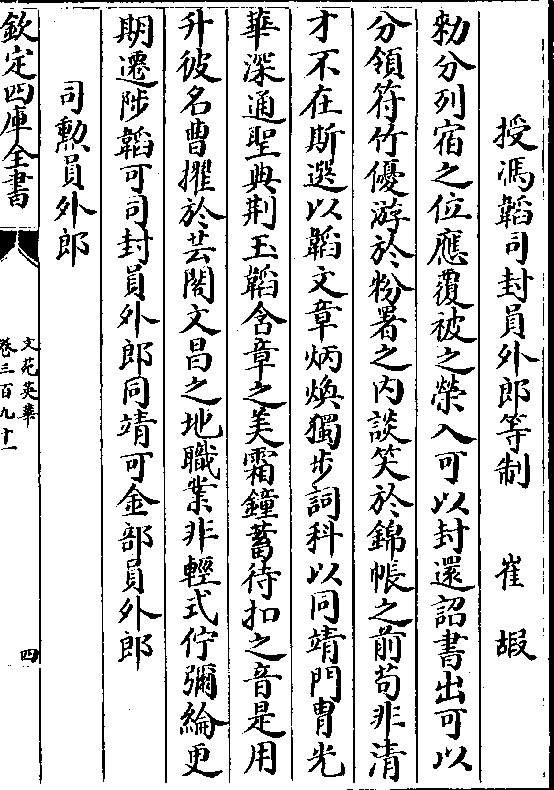 授馮韜司封員外郎等制　崔嘏
勑分列宿之位應覆被之榮入可以封還詔書出可以
分領符竹優游於粉署之内談笑於錦帳之前苟非清
才不在斯選以韜文章炳煥獨步詞科以同靖門胄光
華深通聖典荆玉韜含章之美霜鐘蓄待扣之音是用
升彼名曹擢於芸閣文昌之地職業非輕式佇彌綸更
期遷陟韜可司封員外郎同靖可金部員外郎
司勳員外郎
欽定四庫全書
文苑英華
卷三百九十一
四